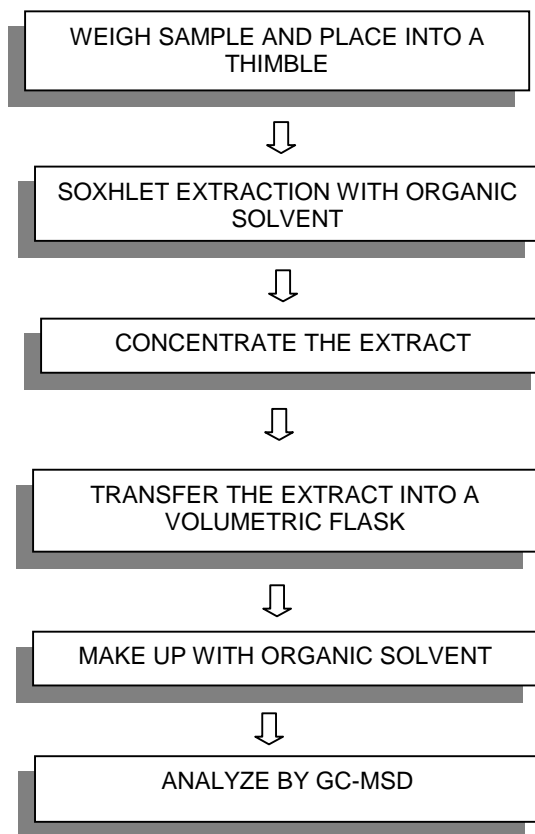 WEIGH SAMPLE AND PLACE INTO A
THIMBLE
SOXHLET EXTRACTION WITH ORGANIC
SOLVENT
CONCENTRATE THE EXTRACT
TRANSFER THE EXTRACT INTO A
VOLUMETRIC FLASK
MAKE UP WITH ORGANIC SOLVENT
ANALYZE BY GC-MSD